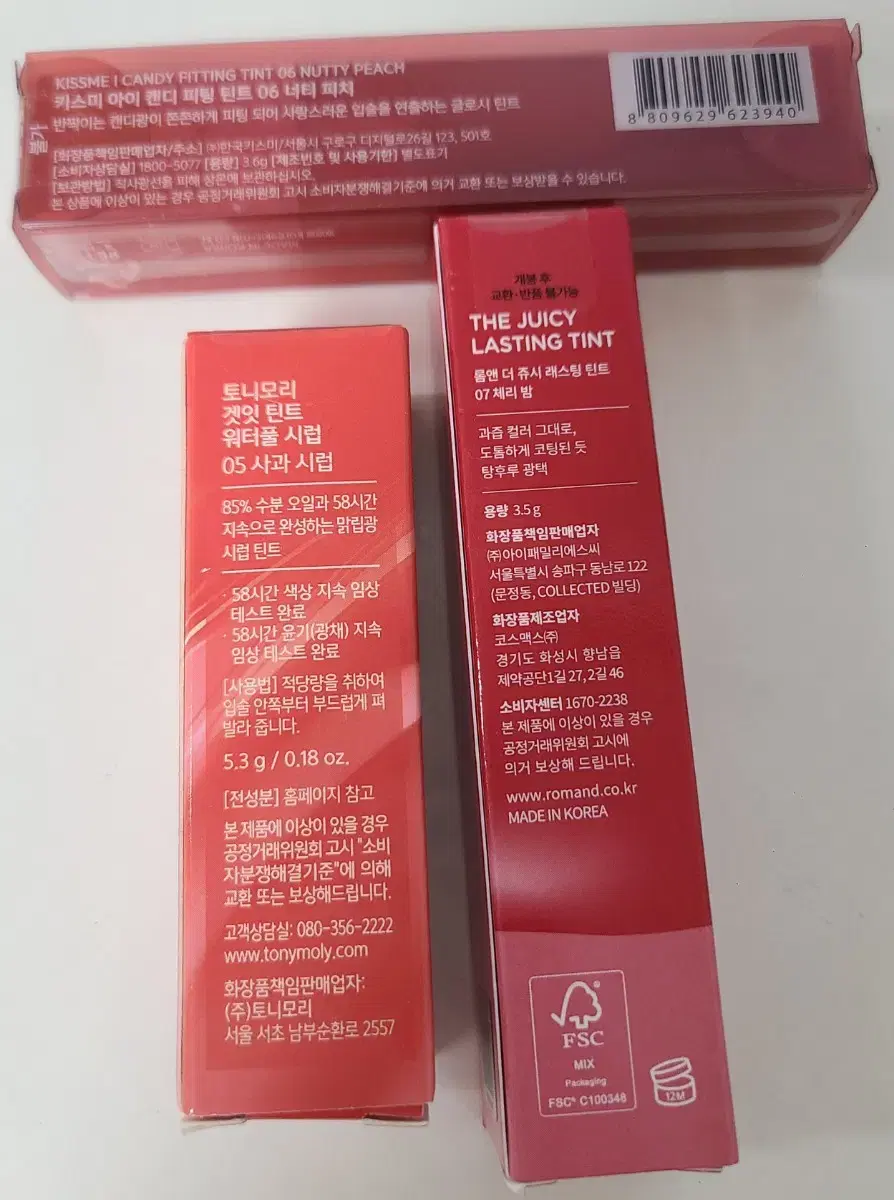 KISSME I CANDY FITTING TINT 06 NUTTY PEACH
키스미 아이 캔디 피팅 틴트 06 너티 피치
반짝이는 캔디광이 쫀쫀하게 피팅 되어 사랑스러운 입술을 연출하는 글로시 틴트
[화장품책임판매업자/주소] ㈜한국키스미/서울시 구로구 디지털로26길 123, 501호
[소비자상담실] 1800-5077 [용량] 3.6g [제조번호 및 사용기한] 별도표기
[보관방법] 직사광선을 피해 상온에 보관하십시오.
본 상품에 이상이 있는 경우 공정거래위원회 고시 소비자분쟁해결기준에 의거 교환 또는 보상받을 수 있습니다.
8 809629 623940
토니모리
겟잇 틴트
워터풀 시럽
05 사과 시럽
85% 수분 오일과 58시간
지속으로 완성하는 맑립광
시럽 틴트
· 58시간 색상 지속 임상
테스트 완료
· 58시간 윤기(광채) 지속
임상 테스트 완료
[사용법] 적당량을 취하여
입술 안쪽부터 부드럽게 펴
발라 줍니다.
5.3 g / 0.18 oz.
[전성분] 홈페이지 참고
본 제품에 이상이 있을 경우
공정거래위원회 고시 "소비
자분쟁해결기준"에 의해
교환 또는 보상해드립니다.
고객상담실: 080-356-2222
www.tonymoly.com
화장품책임판매업자:
(주)토니모리
서울 서초 남부순환로 2557
개봉 후
교환·반품 불가능
THE JUICY
LASTING TINT
롬앤 더 쥬시 래스팅 틴트
07 체리 밤
과즙 컬러 그대로,
도톰하게 코팅된 듯
탕후루 광택
용량 3.5 g
화장품책임판매업자
㈜아이패밀리에스씨
서울특별시 송파구 동남로 122
(문정동, COLLECTED 빌딩)
화장품제조업자
코스맥스㈜
경기도 화성시 향남읍
제약공단1길 27, 2길 46
소비자센터 1670-2238
본 제품에 이상이 있을 경우
공정거래위원회 고시에
의거 보상해 드립니다.
www.romand.co.kr
MADE IN KOREA
FSC
MIX
Packaging
FSC® C100348
12M